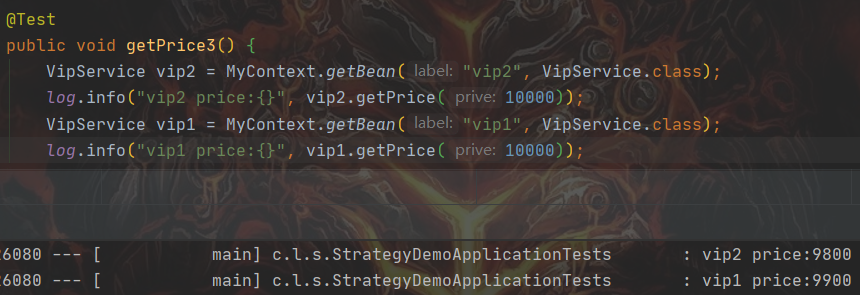 @Test
public void getPrice3() {
VipService vip2 = MyContext.getBean( label: "vip2", VipService.class);
log.info("vip2 price:{}", vip2.getPrice( prive: 10000));
VipService vip1 = MyContext.getBean( label: "vip1", VipService.class);
log.info("vip1 price:{}", vip1.getPrice( prive: 10000));
26080 --- [           main] c.l.s.StrategyDemoApplicationTests       : vip2 price:9800
26080 --- [           main] c.l.s.StrategyDemoApplicationTests       : vip1 price:9900